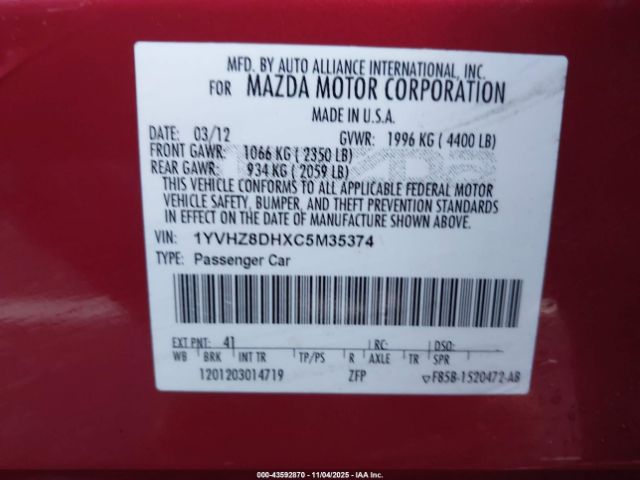 MFD. BY AUTO ALLIANCE INTERNATIONAL, INC.
FOR MAZDA MOTOR CORPORATION
MADE IN U.S.A.
DATE: 03/12 GVWR: 1996 KG ( 4400 LB)
FRONT GAWR: 1066 KG ( 2350 LB)
REAR GAWR: 934 KG ( 2059 LB)
THIS VEHICLE CONFORMS TO ALL APPLICABLE FEDERAL MOTOR
VEHICLE SAFETY, BUMPER, AND THEFT PREVENTION STANDARDS
IN EFFECT ON THE DATE OF MANUFACTURE SHOWN ABOVE.
VIN: 1YVHZ8DHXC5M35374
TYPE: Passenger Car
EXT PNT: 41 RC: DSO:
WB BRK INT TR TP/PS R AXLE TR SPR
1201203014719 ZFP F85B-1520472-AB
000-43592870 11/04/2025 - IAA Inc.